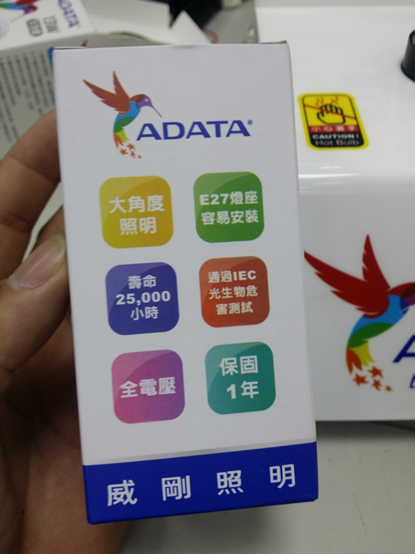 ADATA
13W
CAUTION!
Hot Bulb
ADATA®
大角度
照明
E27燈座
容易安裝
壽命
25,000
小時
通過IEC
光生物危
害測試
全電壓
保固
1年
威剛照明